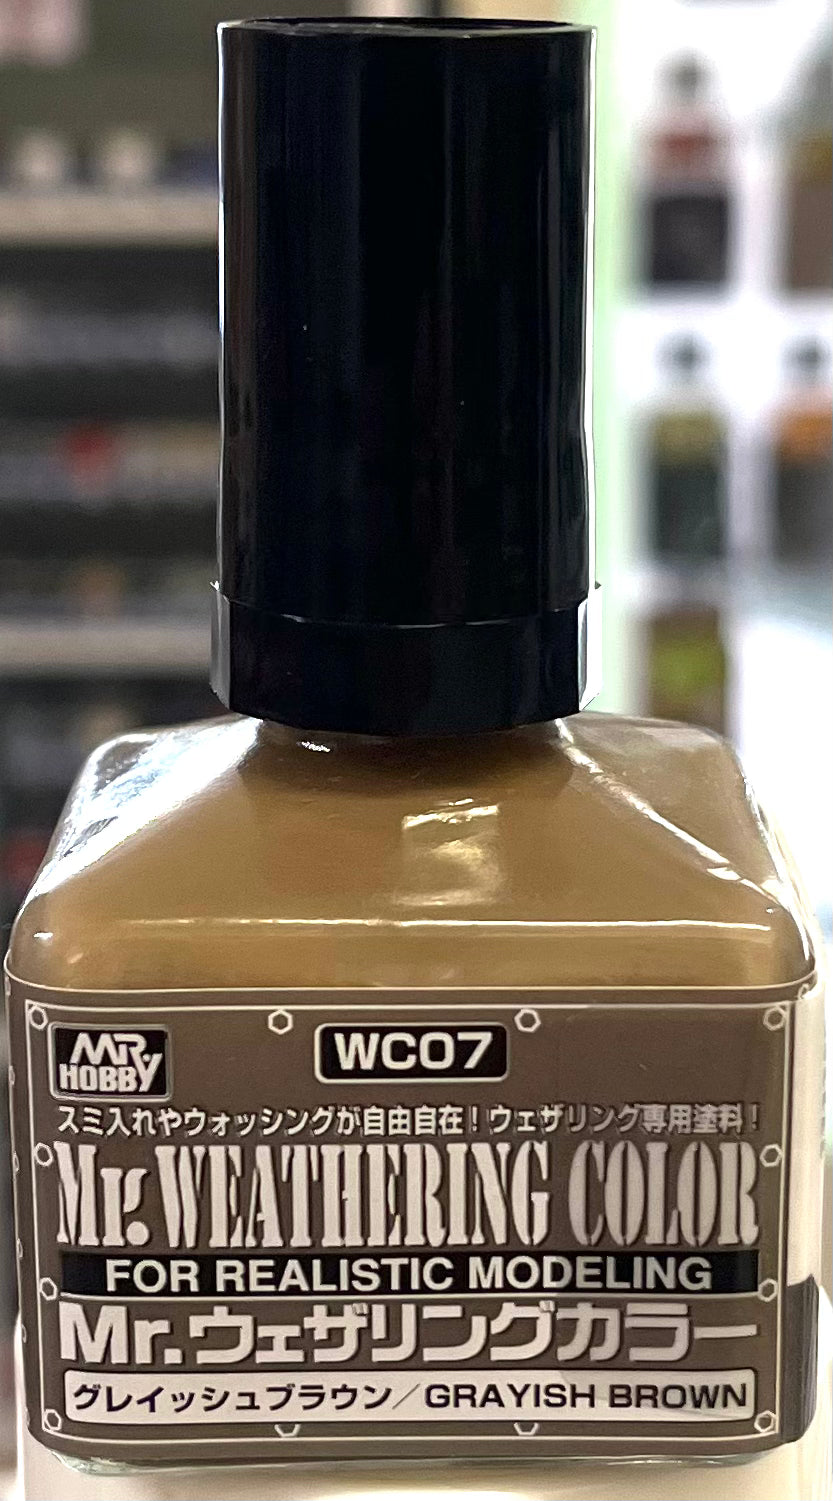 MR.
HOBBY
WC07
スミ入れやウォッシングが自由自在！ウェザリング専用塗料！
Mr. WEATHERING COLOR
FOR REALISTIC MODELING
Mr.ウェザリングカラー
グレイッシュブラウン／GRAYISH BROWN